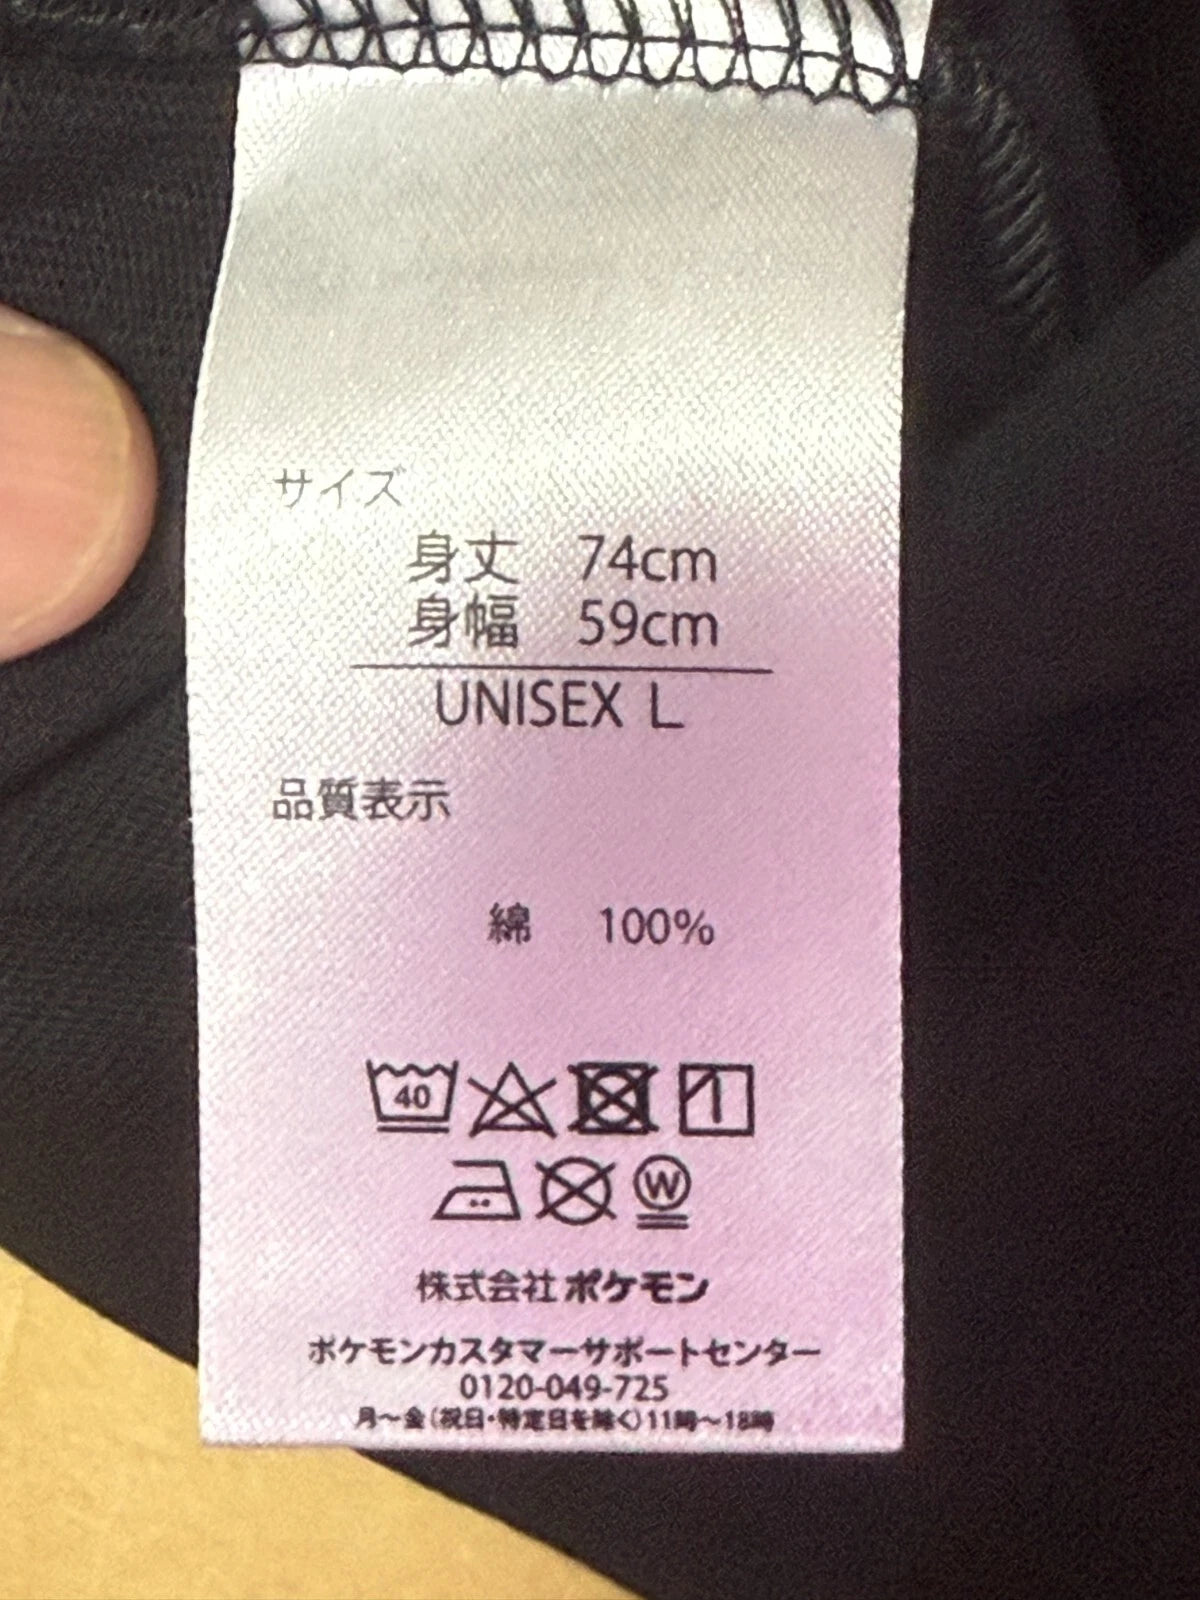 サイズ
身丈 74cm
身幅 59cm
UNISEX L
品質表示
綿 100%
40
W
株式会社ポケモン
ポケモンカスタマーサポートセンター
0120-049-725
月～金(祝日・特定日を除く)11時～18時